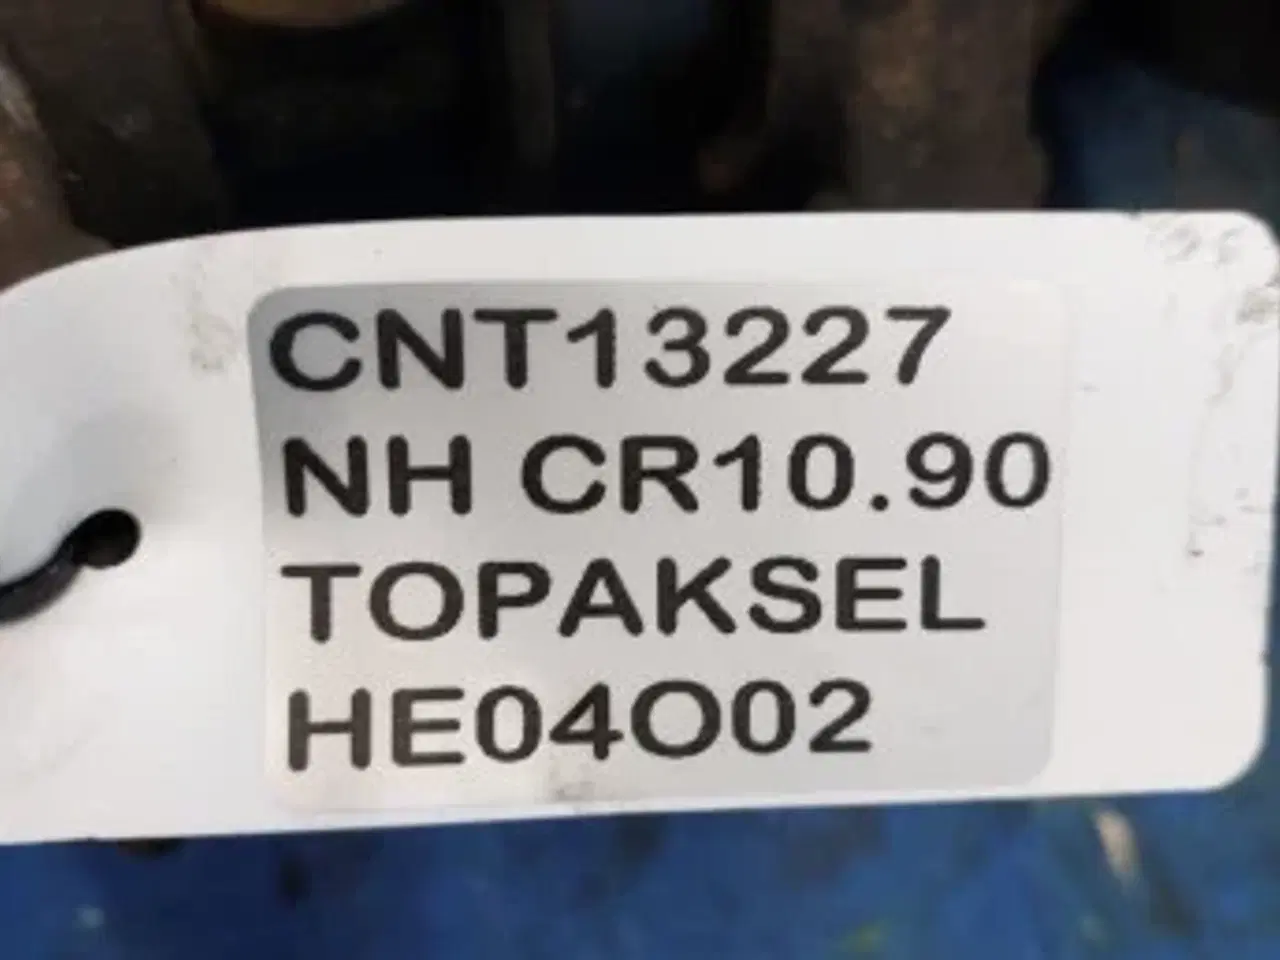 CNT13227
NH CR10.90
TOPAKSEL
HE04O02